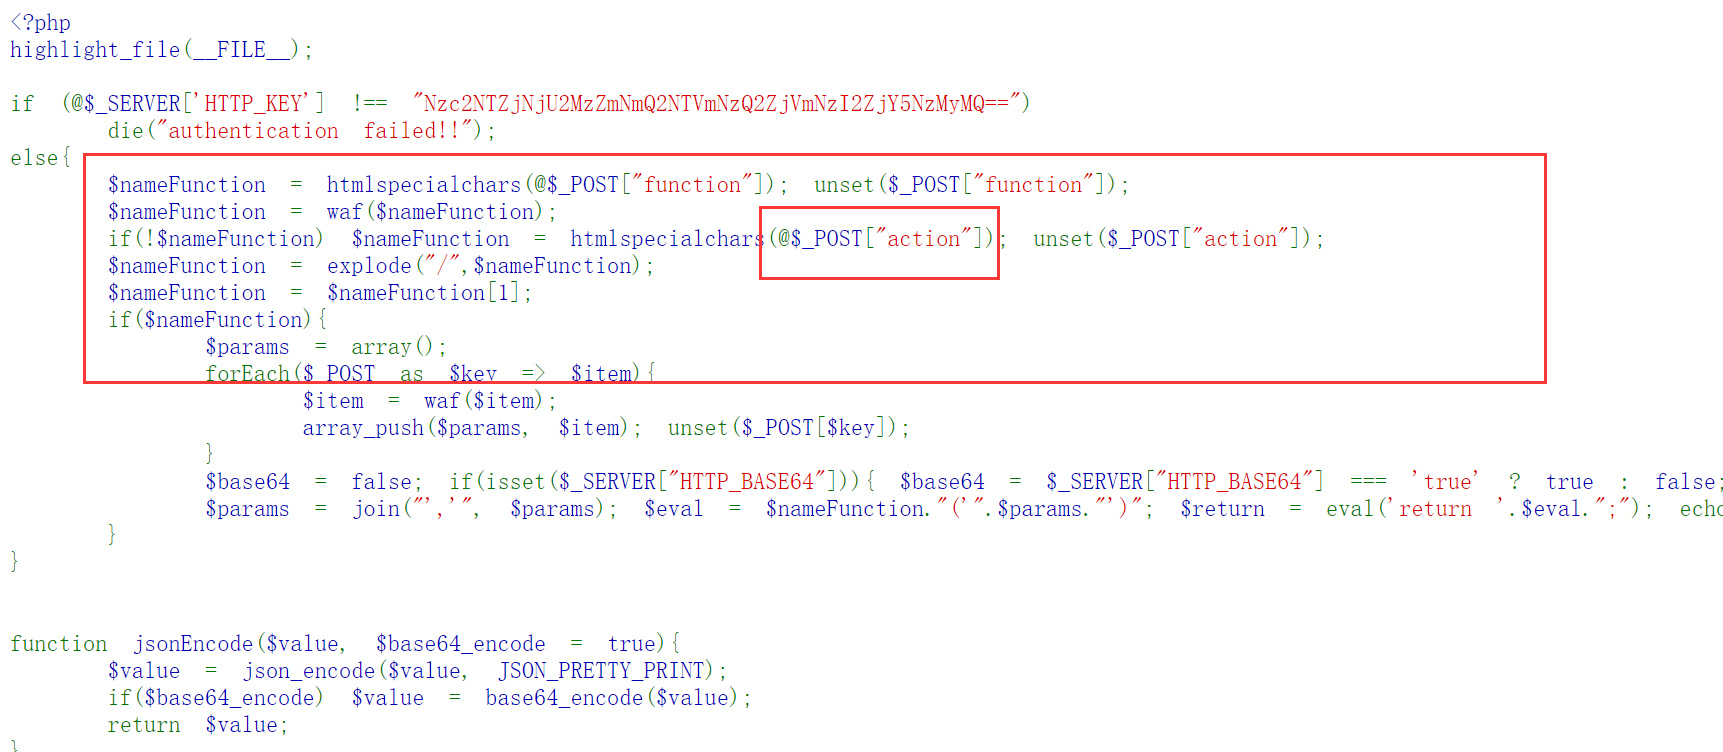 <?php
highlight_file(__FILE__);
if (@$_SERVER['HTTP_KEY'] !== "Nzc2NTZjNjU2MzZmNmQ2NTVmNzQ2ZjVmNzI2ZjY5NzMyMQ==")
die("authentication failed!!");
else{
$nameFunction = htmlspecialchars(@$_POST["function"]); unset($_POST["function"]);
$nameFunction = waf($nameFunction);
if(!$nameFunction) $nameFunction = htmlspecialchars(@$_POST["action"]); unset($_POST["action"]);
$nameFunction = explode("/",$nameFunction);
$nameFunction = $nameFunction[1];
if($nameFunction){
$params = array();
forEach($_POST as $key => $item){
$item = waf($item);
array_push($params, $item); unset($_POST[$key]);
}
$base64 = false; if(isset($_SERVER["HTTP_BASE64"])){ $base64 = $_SERVER["HTTP_BASE64"] === 'true' ? true : false;
$params = join("','", $params); $eval = $nameFunction."('".$params."')"; $return = eval('return '.$eval.";"); echo
}
}
function jsonEncode($value, $base64_encode = true){
$value = json_encode($value, JSON_PRETTY_PRINT);
if($base64_encode) $value = base64_encode($value);
return $value;
}